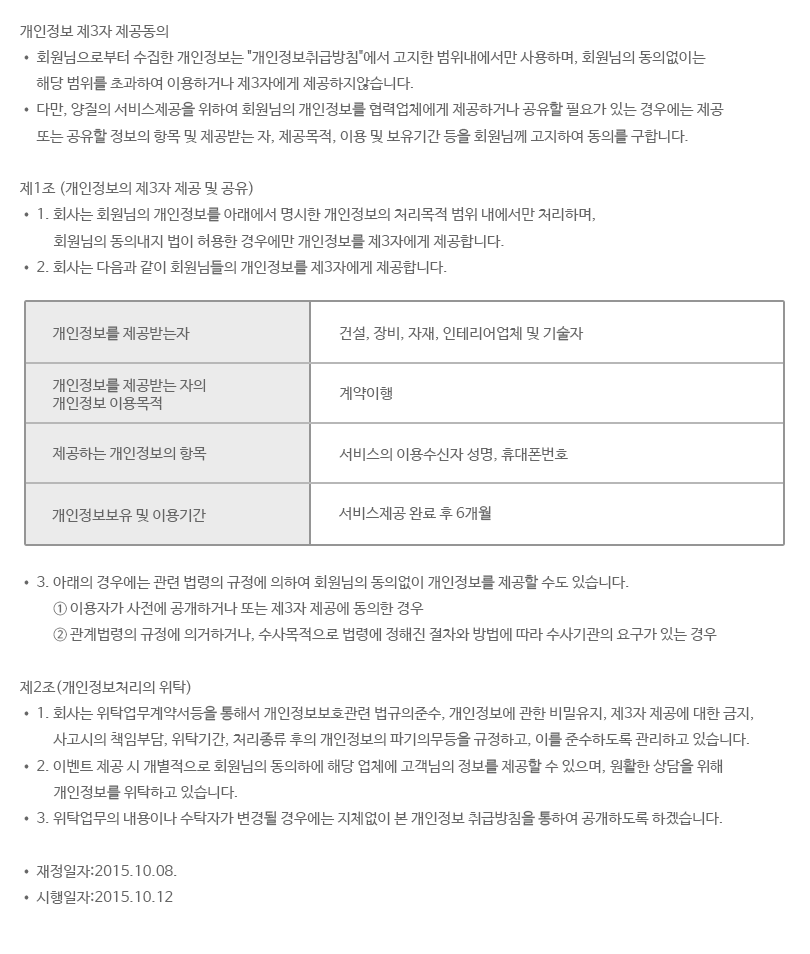 개인정보 제3자 제공동의
• 회원님으로부터 수집한 개인정보는 "개인정보취급방침"에서 고지한 범위내에서만 사용하며, 회원님의 동의없이는
해당 범위를 초과하여 이용하거나 제3자에게 제공하지않습니다.
• 다만, 양질의 서비스제공을 위하여 회원님의 개인정보를 협력업체에게 제공하거나 공유할 필요가 있는 경우에는 제공
또는 공유할 정보의 항목 및 제공받는 자, 제공목적, 이용 및 보유기간 등을 회원님께 고지하여 동의를 구합니다.
제1조 (개인정보의 제3자 제공 및 공유)
• 1. 회사는 회원님의 개인정보를 아래에서 명시한 개인정보의 처리목적 범위 내에서만 처리하며,
회원님의 동의내지 법이 허용한 경우에만 개인정보를 제3자에게 제공합니다.
• 2. 회사는 다음과 같이 회원님들의 개인정보를 제3자에게 제공합니다.
개인정보를 제공받는자
건설, 장비, 자재, 인테리어업체 및 기술자
개인정보를 제공받는 자의
개인정보 이용목적
계약이행
제공하는 개인정보의 항목
서비스의 이용수신자 성명, 휴대폰번호
개인정보보유 및 이용기간
서비스제공 완료 후 6개월
• 3. 아래의 경우에는 관련 법령의 규정에 의하여 회원님의 동의없이 개인정보를 제공할 수도 있습니다.
① 이용자가 사전에 공개하거나 또는 제3자 제공에 동의한 경우
② 관계법령의 규정에 의거하거나, 수사목적으로 법령에 정해진 절차와 방법에 따라 수사기관의 요구가 있는 경우
제2조(개인정보처리의 위탁)
• 1. 회사는 위탁업무계약서등을 통해서 개인정보보호관련 법규의준수, 개인정보에 관한 비밀유지, 제3자 제공에 대한 금지,
사고시의 책임부담, 위탁기간, 처리종류 후의 개인정보의 파기의무등을 규정하고, 이를 준수하도록 관리하고 있습니다.
• 2. 이벤트 제공 시 개별적으로 회원님의 동의하에 해당 업체에 고객님의 정보를 제공할 수 있으며, 원활한 상담을 위해
개인정보를 위탁하고 있습니다.
• 3. 위탁업무의 내용이나 수탁자가 변경될 경우에는 지체없이 본 개인정보 취급방침을 통하여 공개하도록 하겠습니다.
• 재정일자:2015.10.08.
• 시행일자:2015.10.12